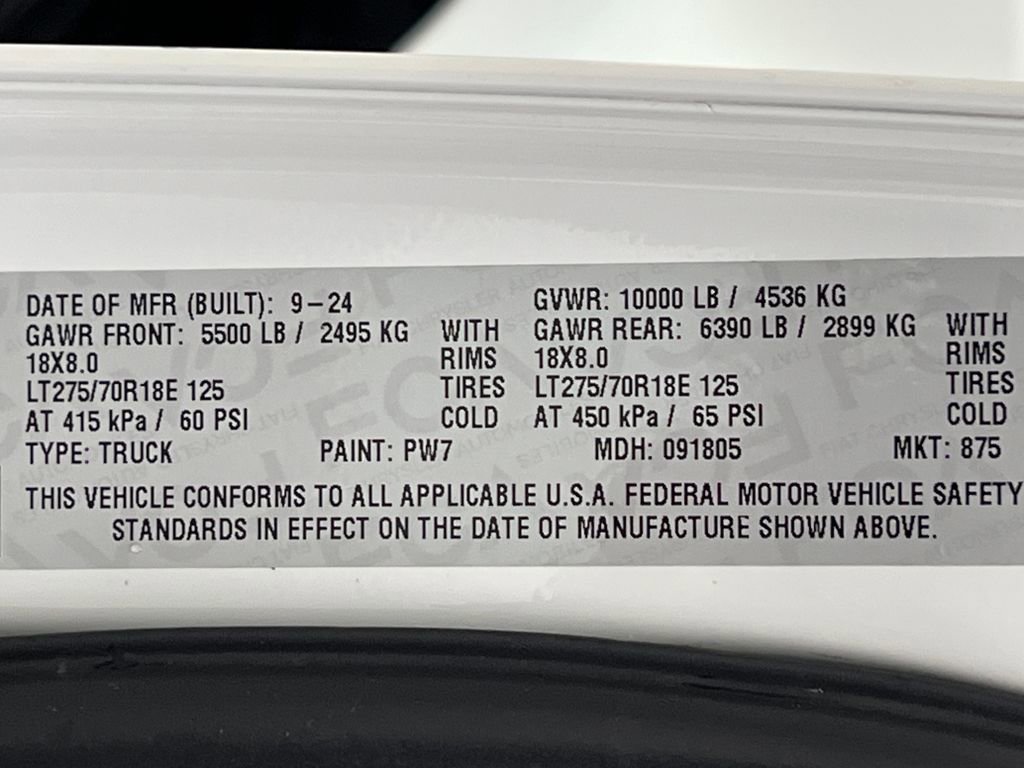 DATE OF MFR (BUILT): 9-24 GVWR: 10000 LB / 4536 KG
GAWR FRONT: 5500 LB / 2495 KG WITH GAWR REAR: 6390 LB / 2899 KG WITH
18X8.0 RIMS 18X8.0 RIMS
LT275/70R18E 125 TIRES LT275/70R18E 125 TIRES
AT 415 kPa / 60 PSI COLD AT 450 kPa / 65 PSI COLD
TYPE: TRUCK PAINT: PW7 MDH: 091805 MKT: 875
THIS VEHICLE CONFORMS TO ALL APPLICABLE U.S.A. FEDERAL MOTOR VEHICLE SAFETY
STANDARDS IN EFFECT ON THE DATE OF MANUFACTURE SHOWN ABOVE.